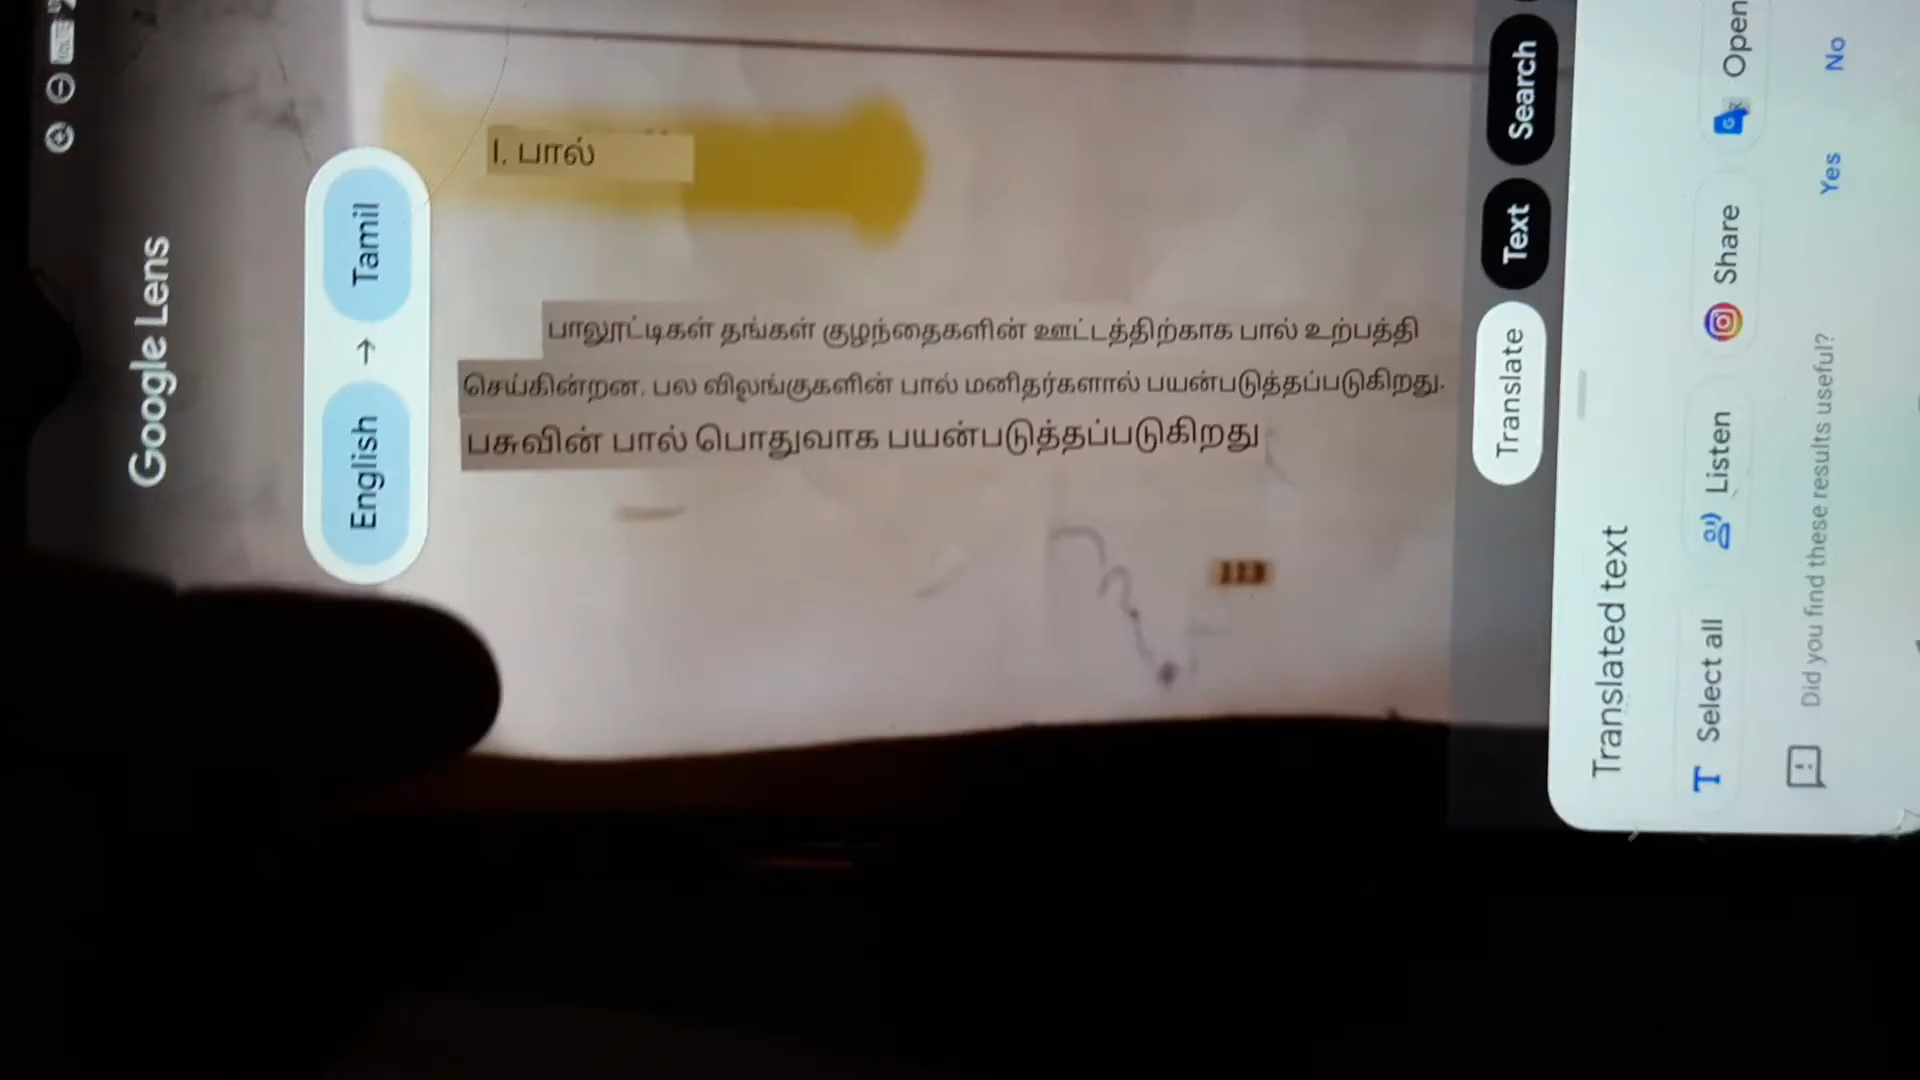 Google Lens
English → Tamil
I. பால்
பாலூட்டிகள் தங்கள் குழந்தைகளின் ஊட்டத்திற்காக பால் உற்பத்தி
செய்கின்றன. பல விலங்குகளின் பால் மனிதர்களால் பயன்படுத்தப்படுகிறது.
பசுவின் பால் பொதுவாக பயன்படுத்தப்படுகிறது
113
Translate Text Search
Translated text
Select all Listen Share Open
Did you find these results useful? Yes No